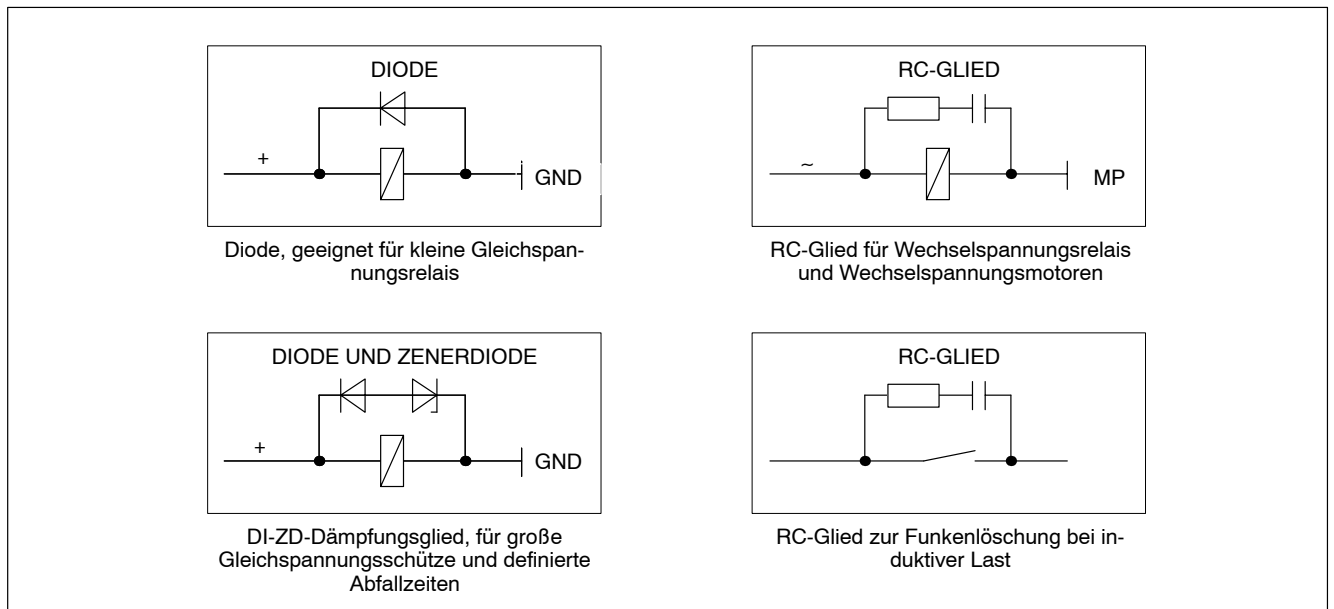 DIODE
+
GND
Diode, geeignet für kleine Gleichspan-
nungsrelais
RC-GLIED
~
MP
RC-Glied für Wechselspannungsrelais
und Wechselspannungsmotoren
DIODE UND ZENERDIODE
+
GND
DI-ZD-Dämpfungsglied, für große
Gleichspannungsschütze und definierte
Abfallzeiten
RC-GLIED
RC-Glied zur Funkenlöschung bei in-
duktiver Last